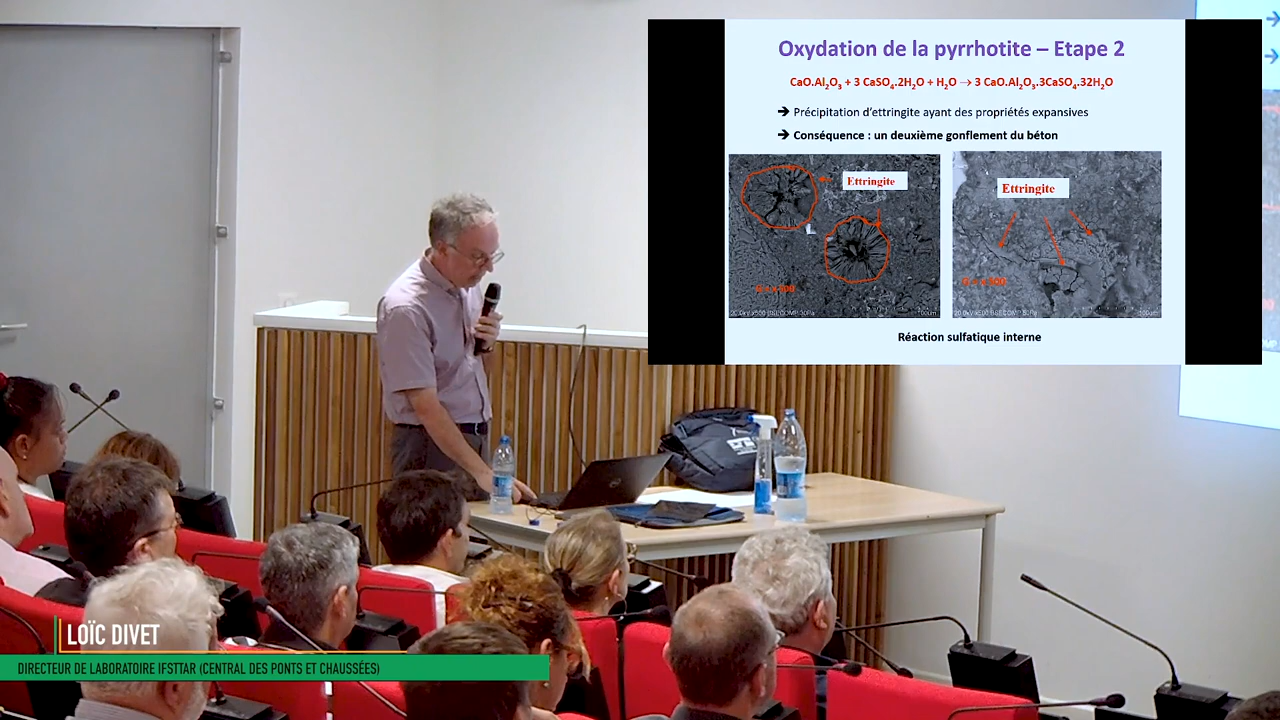 Oxydation de la pyrrhotite – Etape 2
CaO.Al₂O₃ + 3 CaSO₄.2H₂O + H₂O → 3 CaO.Al₂O₃.3CaSO₄.32H₂O
➔ Précipitation d'ettringite ayant des propriétés expansives
➔ Conséquence : un deuxième gonflement du béton
Ettringite
Ettringite
Réaction sulfatique interne
LOÏC DIVET
DIRECTEUR DE LABORATOIRE IFSTTAR (CENTRAL DES PONTS ET CHAUSSÉES)